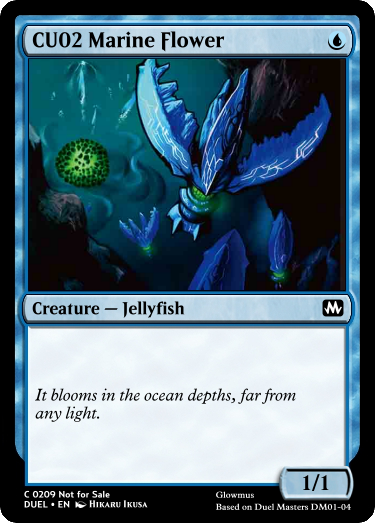 CU02 Marine Flower
Creature — Jellyfish
It blooms in the ocean depths, far from
any light.
1/1
C 0209 Not for Sale
DUEL • EN Hikaru Ikusa
Glowmus
Based on Duel Masters DM01-04